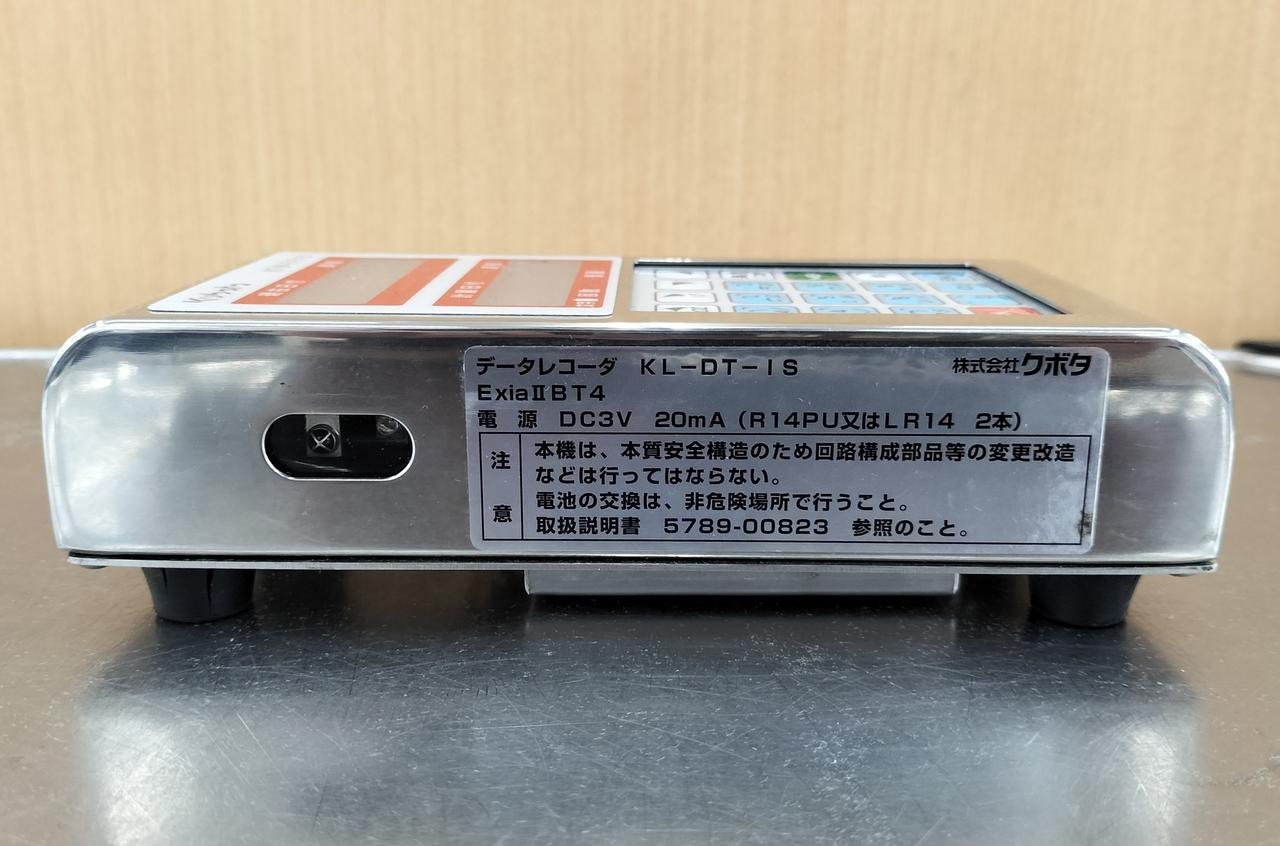 Kubota
データレコーダ KL-DT-IS
株式会社クボタ
ExiaⅡBT4
電 源 DC3V 20mA (R14PU又はLR14 2本)
注意
本機は、本質安全構造のため回路構成部品等の変更改造
などは行ってはならない。
電池の交換は、非危険場所で行うこと。
取扱説明書 5789-00823 参照のこと。